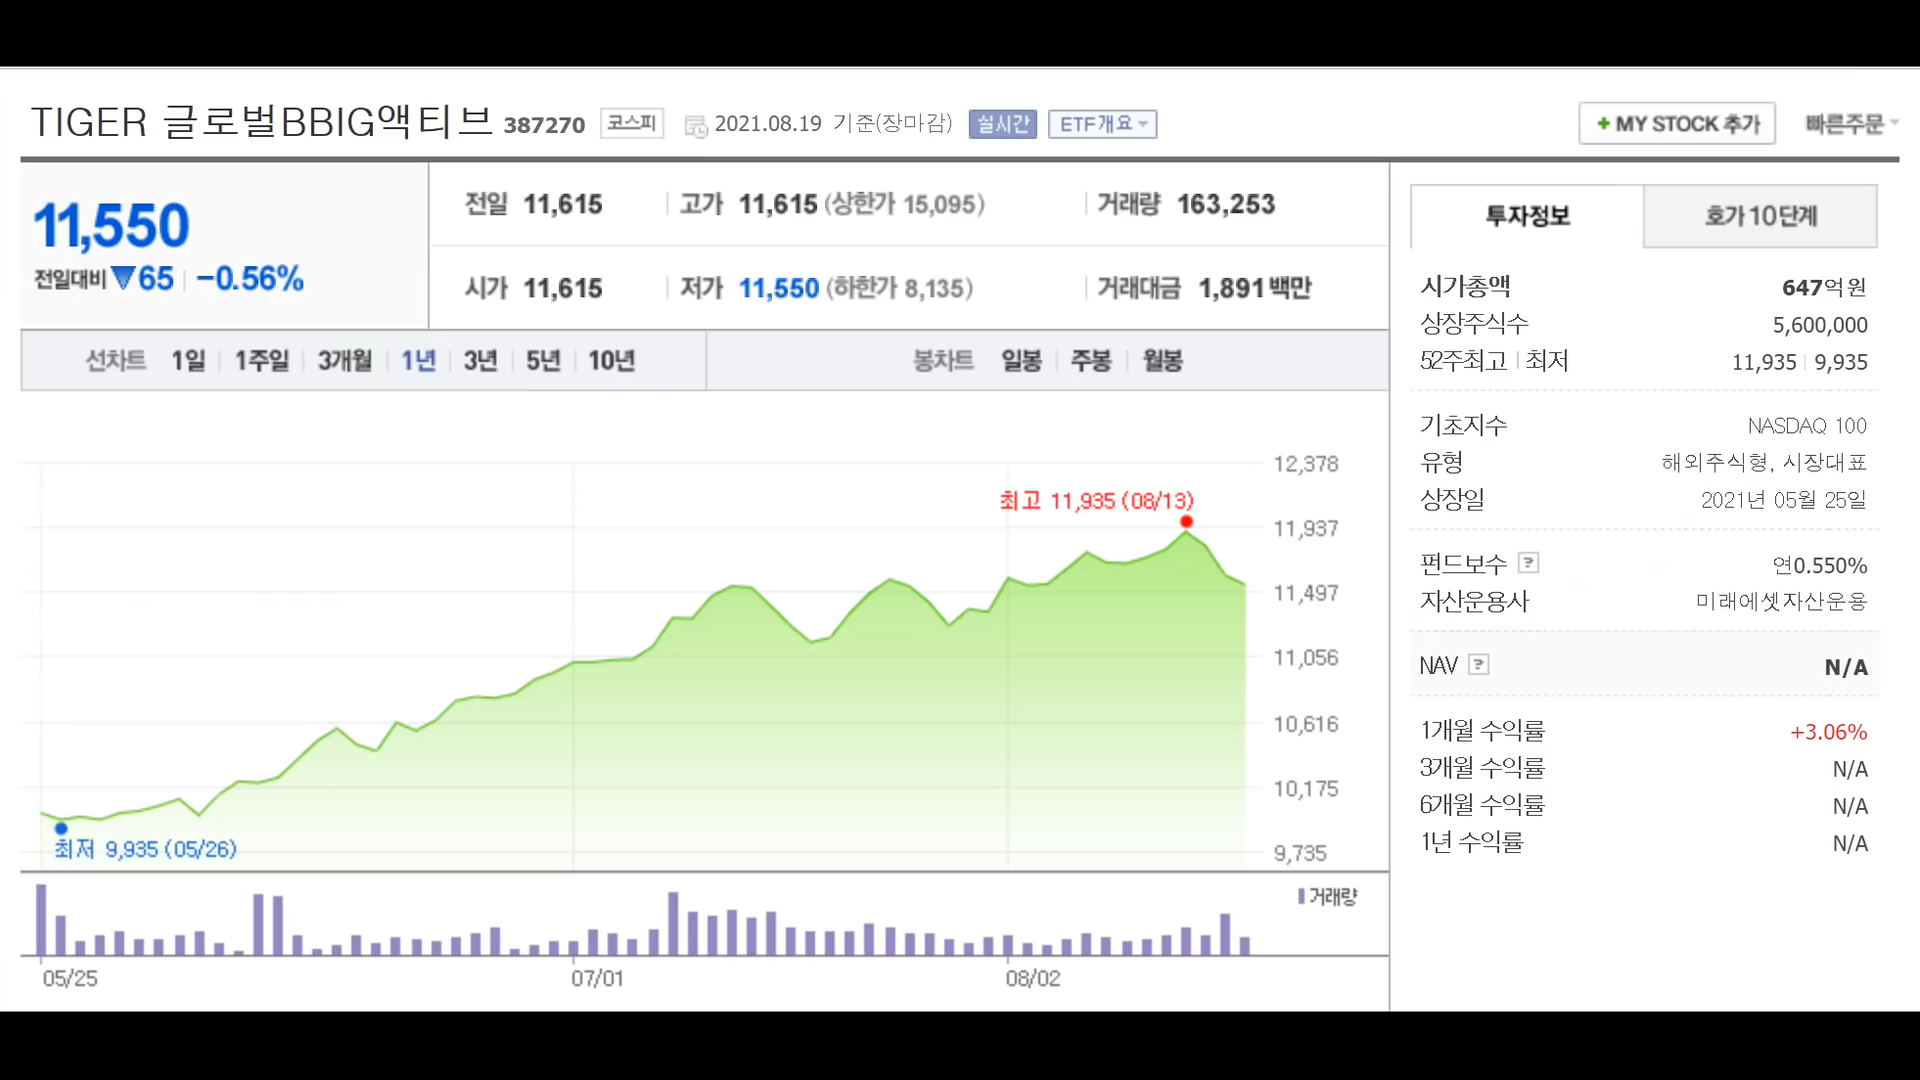 TIGER 글로벌BBIG액티브 387270 코스피 2021.08.19 기준(장마감) 실시간 ETF개요
+ MY STOCK 추가 빠른주문
11,550
전일대비 ▼65 | -0.56%
전일 11,615 고가 11,615 (상한가 15,095) 거래량 163,253
시가 11,615 저가 11,550 (하한가 8,135) 거래대금 1,891 백만
선차트 1일 1주일 3개월 1년 3년 5년 10년
봉차트 일봉 주봉 월봉
최고 11,935 (08/13)
최저 9,935 (05/26)
12,378
11,937
11,497
11,056
10,616
10,175
9,735
거래량
05/25 07/01 08/02
투자정보 호가 10단계
시가총액 647억원
상장주식수 5,600,000
52주최고 | 최저 11,935 | 9,935
기초지수 NASDAQ 100
유형 해외주식형, 시장대표
상장일 2021년 05월 25일
펀드보수 ? 연0.550%
자산운용사 미래에셋자산운용
NAV ? N/A
1개월 수익률 +3.06%
3개월 수익률 N/A
6개월 수익률 N/A
1년 수익률 N/A